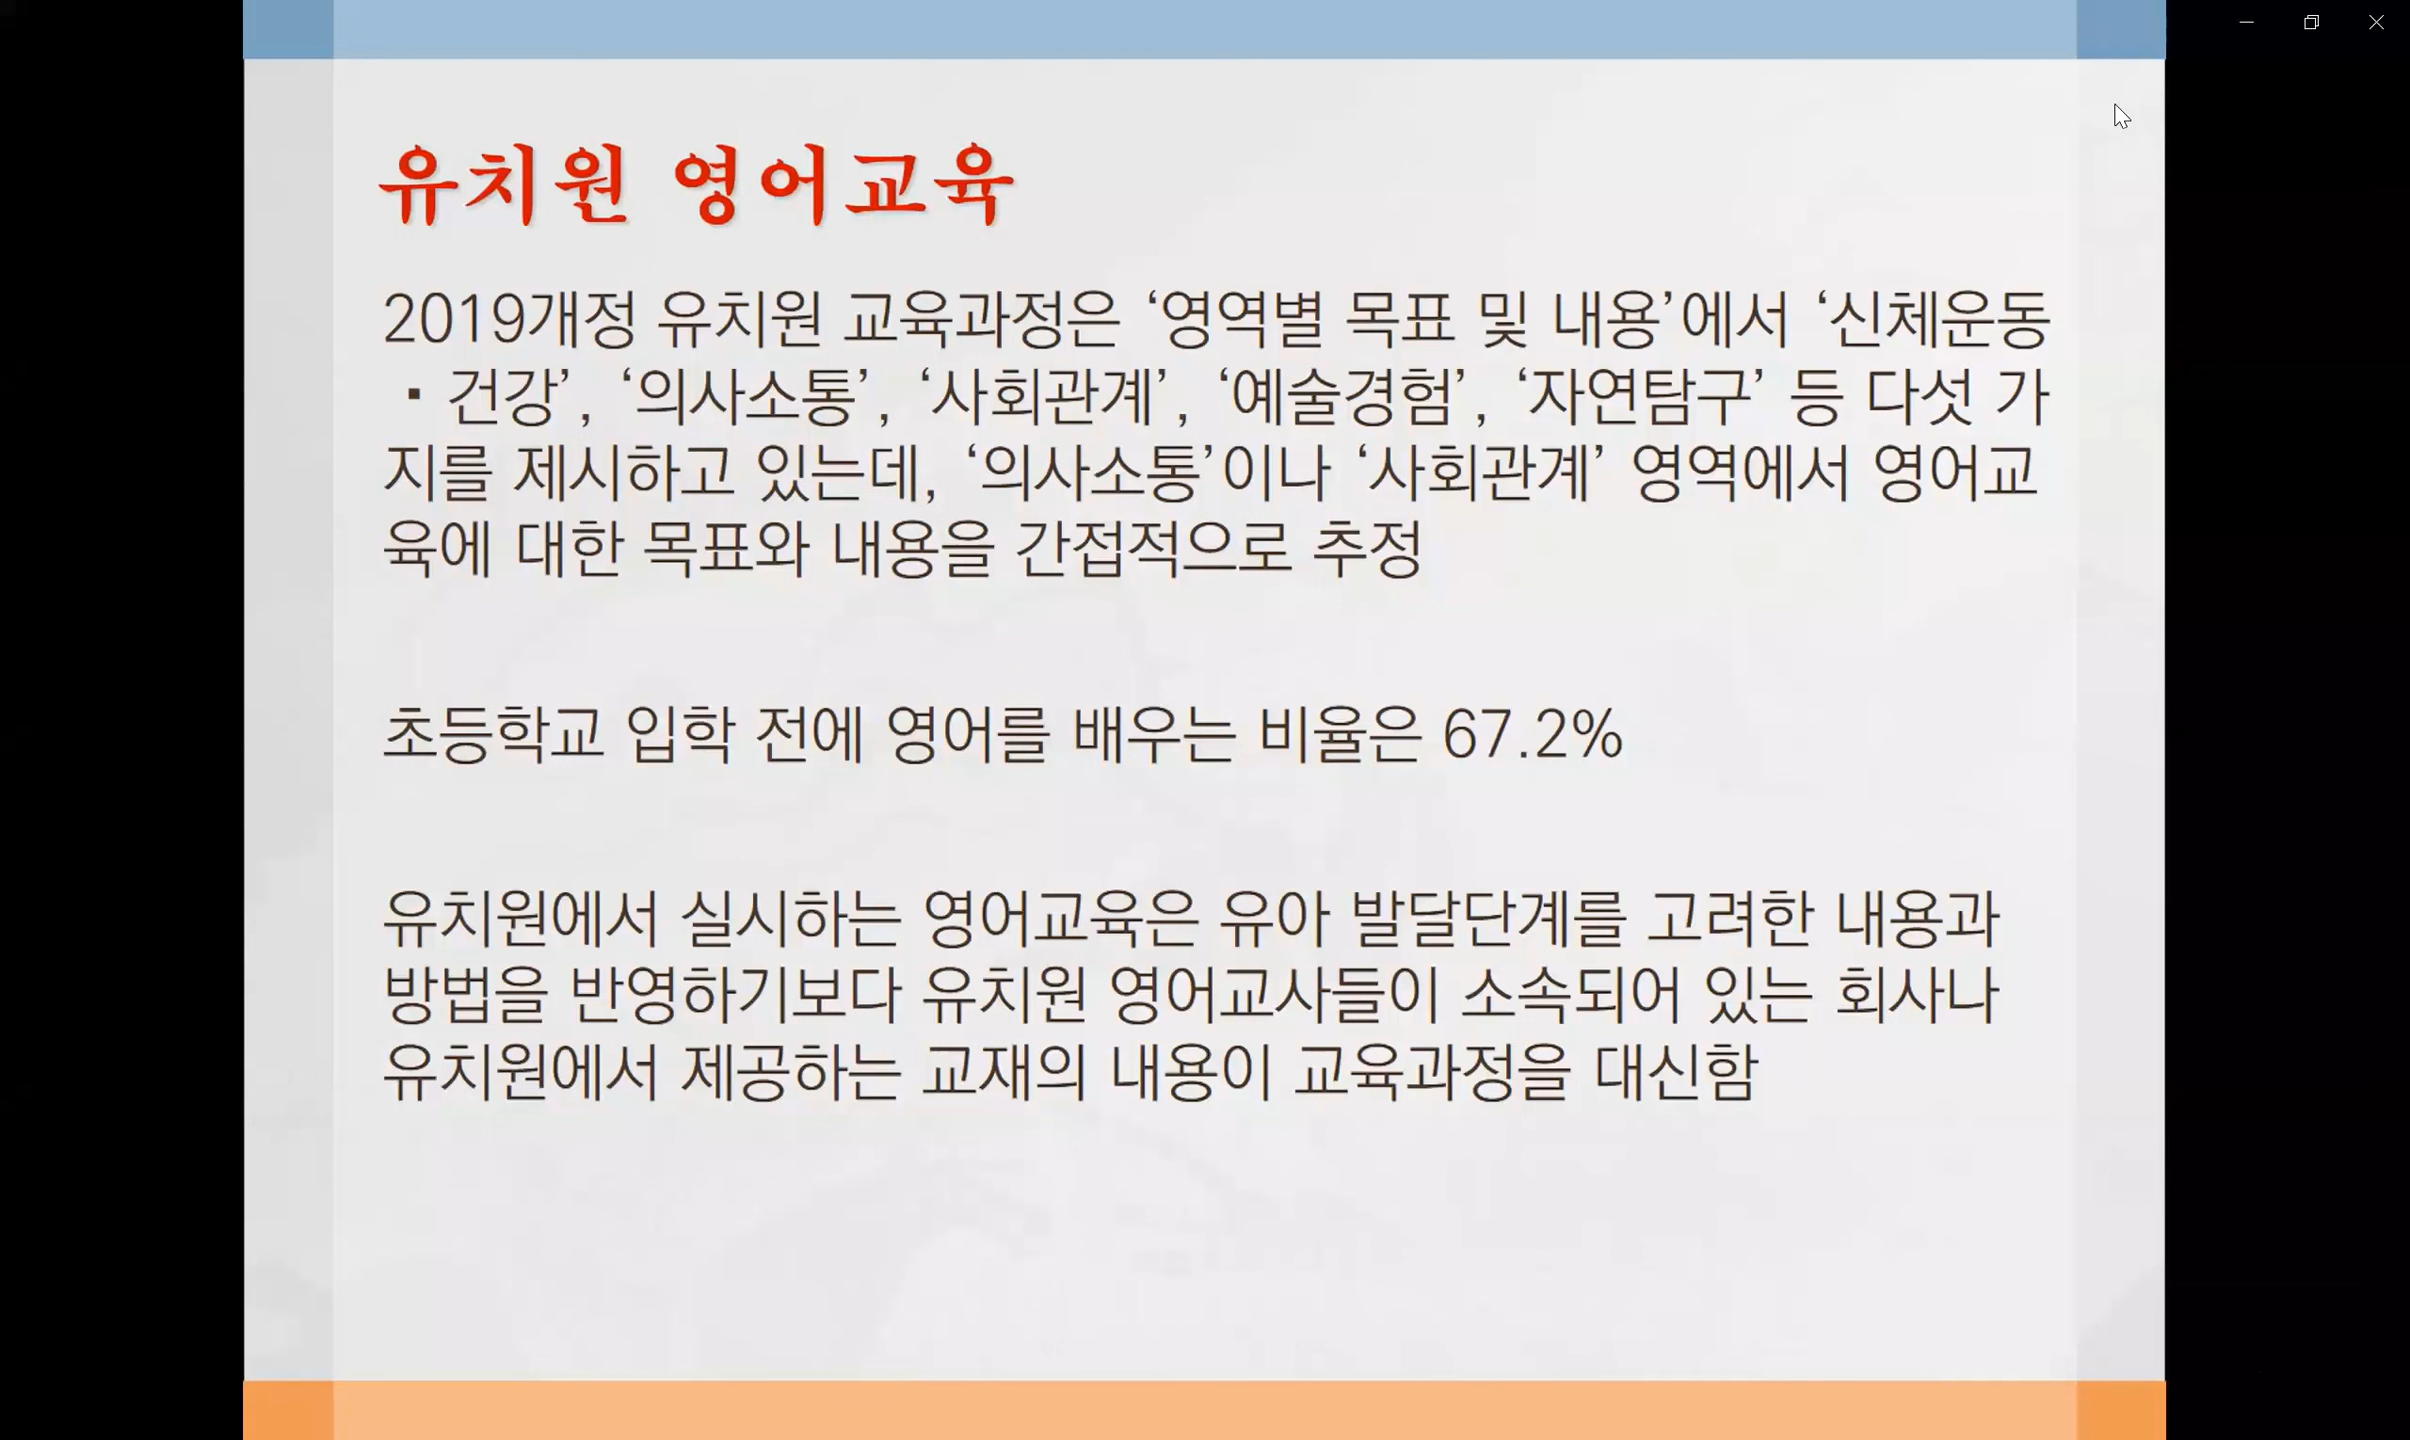 유치원 영어교육
2019개정 유치원 교육과정은 ‘영역별 목표 및 내용’에서 ‘신체운동
▪ 건강’, ‘의사소통’, ‘사회관계’, ‘예술경험’, ‘자연탐구’ 등 다섯 가
지를 제시하고 있는데, ‘의사소통’이나 ‘사회관계’ 영역에서 영어교
육에 대한 목표와 내용을 간접적으로 추정
초등학교 입학 전에 영어를 배우는 비율은 67.2%
유치원에서 실시하는 영어교육은 유아 발달단계를 고려한 내용과
방법을 반영하기보다 유치원 영어교사들이 소속되어 있는 회사나
유치원에서 제공하는 교재의 내용이 교육과정을 대신함